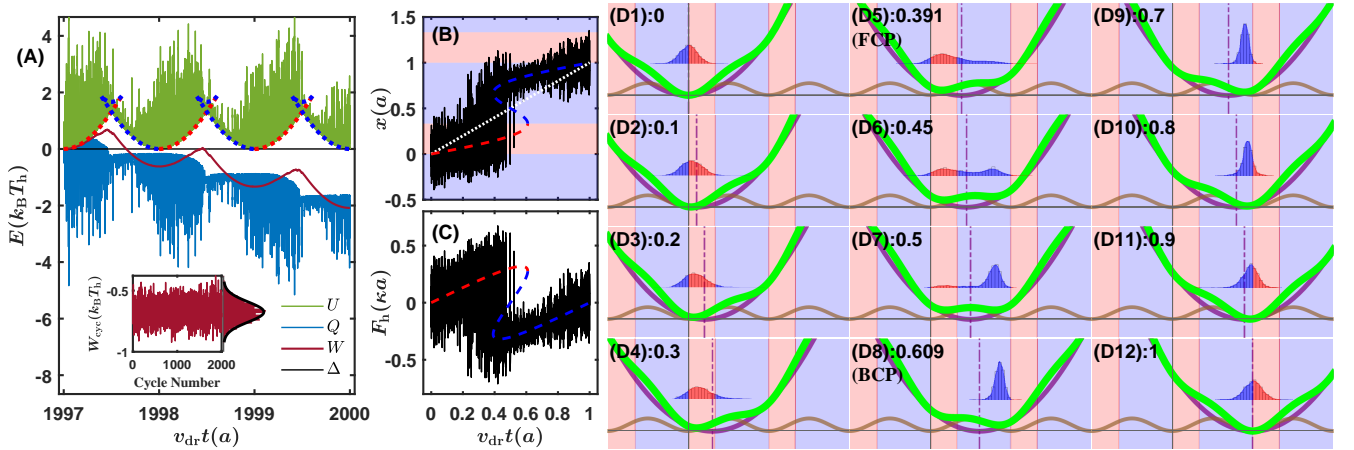 (A)
4
2
0
-2
-4
-6
-8
E(k_BT_h)
1997
1998
1999
2000
v_dr t(a)
W_cyc(k_BT_h)
-0.5
-1
0
1000
2000
Cycle Number
U
Q
W
Δ
(B)
1.5
1
0.5
0
-0.5
x(a)
(C)
0.5
0
-0.5
F_h(κa)
0
0.2
0.4
0.6
0.8
1
v_dr t(a)
(D1):0
(D2):0.1
(D3):0.2
(D4):0.3
(D5):0.391
(FCP)
(D6):0.45
(D7):0.5
(D8):0.609
(BCP)
(D9):0.7
(D10):0.8
(D11):0.9
(D12):1